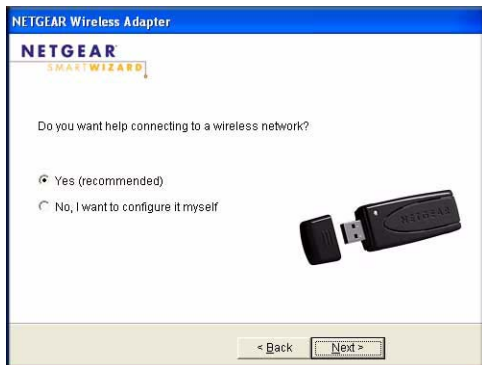 NETGEAR Wireless Adapter
NETGEAR
SMARTWIZARD
Do you want help connecting to a wireless network?
Yes (recommended)
No, I want to configure it myself
NETGEAR
< Back
Next >